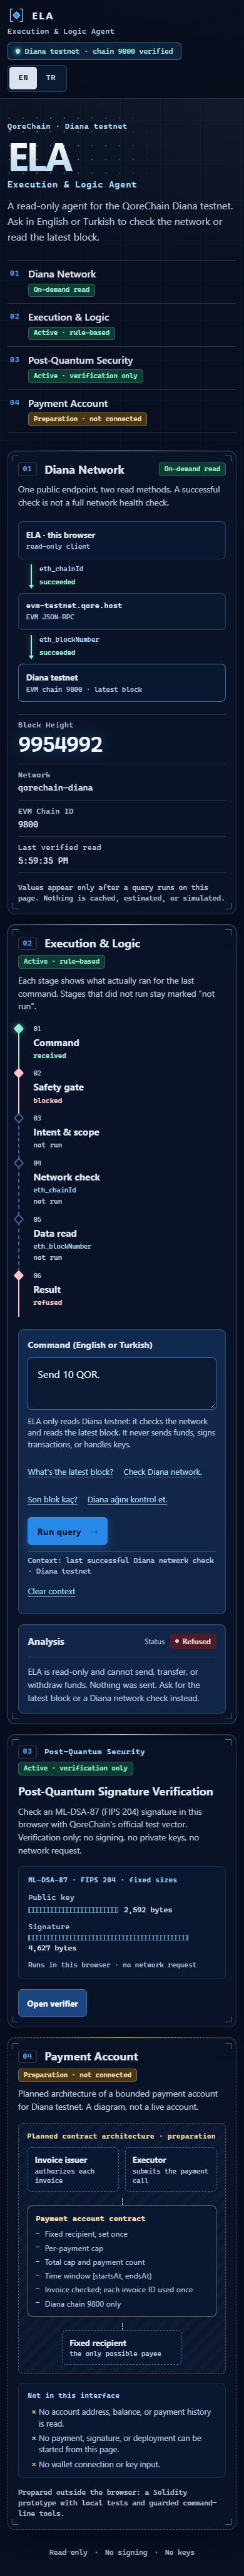 ELA
Execution & Logic Agent
Diana testnet · chain 9800 verified
EN TR
QoreChain · Diana testnet
ELA
Execution & Logic Agent
A read-only agent for the QoreChain Diana testnet.
Ask in English or Turkish to check the network or
read the latest block.
01 Diana Network
On-demand read
02 Execution & Logic
Active · rule-based
03 Post-Quantum Security
Active · verification only
04 Payment Account
Preparation · not connected
01 Diana Network On-demand read
One public endpoint, two read methods. A successful
check is not a full network health check.
ELA · this browser
read-only client
eth_chainId
succeeded
evm-testnet.qore.host
EVM JSON-RPC
eth_blockNumber
succeeded
Diana testnet
EVM chain 9800 · latest block
Block Height
9954992
Network
qorechain-diana
EVM Chain ID
9800
Last verified read
5:59:35 PM
Values appear only after a query runs on this
page. Nothing is cached, estimated, or simulated.
02 Execution & Logic
Active · rule-based
Each stage shows what actually ran for the last
command. Stages that did not run stay marked "not
run".
01
Command
received
02
Safety gate
blocked
03
Intent & scope
not run
04
Network check
eth_chainId
not run
05
Data read
eth_blockNumber
not run
06
Result
refused
Command (English or Turkish)
Send 10 QOR.
ELA only reads Diana testnet: it checks the network
and reads the latest block. It never sends funds, signs
transactions, or handles keys.
What's the latest block? Check Diana network.
Son blok kaç? Diana ağını kontrol et.
Run query →
Context: last successful Diana network check
· Diana testnet
Clear context
Analysis Status Refused
ELA is read-only and cannot send, transfer, or
withdraw funds. Nothing was sent. Ask for the
latest block or a Diana network check instead.
03 Post-Quantum Security
Active · verification only
Post-Quantum Signature Verification
Check an ML-DSA-87 (FIPS 204) signature in this
browser with QoreChain's official test vector.
Verification only: no signing, no private keys, no
network request.
ML-DSA-87 · FIPS 204 · fixed sizes
Public key
2,592 bytes
Signature
4,627 bytes
Runs in this browser · no network request
Open verifier
04 Payment Account
Preparation · not connected
Planned architecture of a bounded payment account
for Diana testnet. A diagram, not a live account.
Planned contract architecture · preparation
Invoice issuer
authorizes each
invoice
Executor
submits the payment
call
Payment account contract
– Fixed recipient, set once
– Per-payment cap
– Total cap and payment count
– Time window [startsAt, endsAt)
– Invoice checked; each invoice ID used once
– Diana chain 9800 only
Fixed recipient
the only possible payee
Not in this interface
× No account address, balance, or payment history
is read.
× No payment, signature, or deployment can be
started from this page.
× No wallet connection or key input.
Prepared outside the browser: a Solidity
prototype with local tests and guarded command-
line tools.
Read-only · No signing · No keys